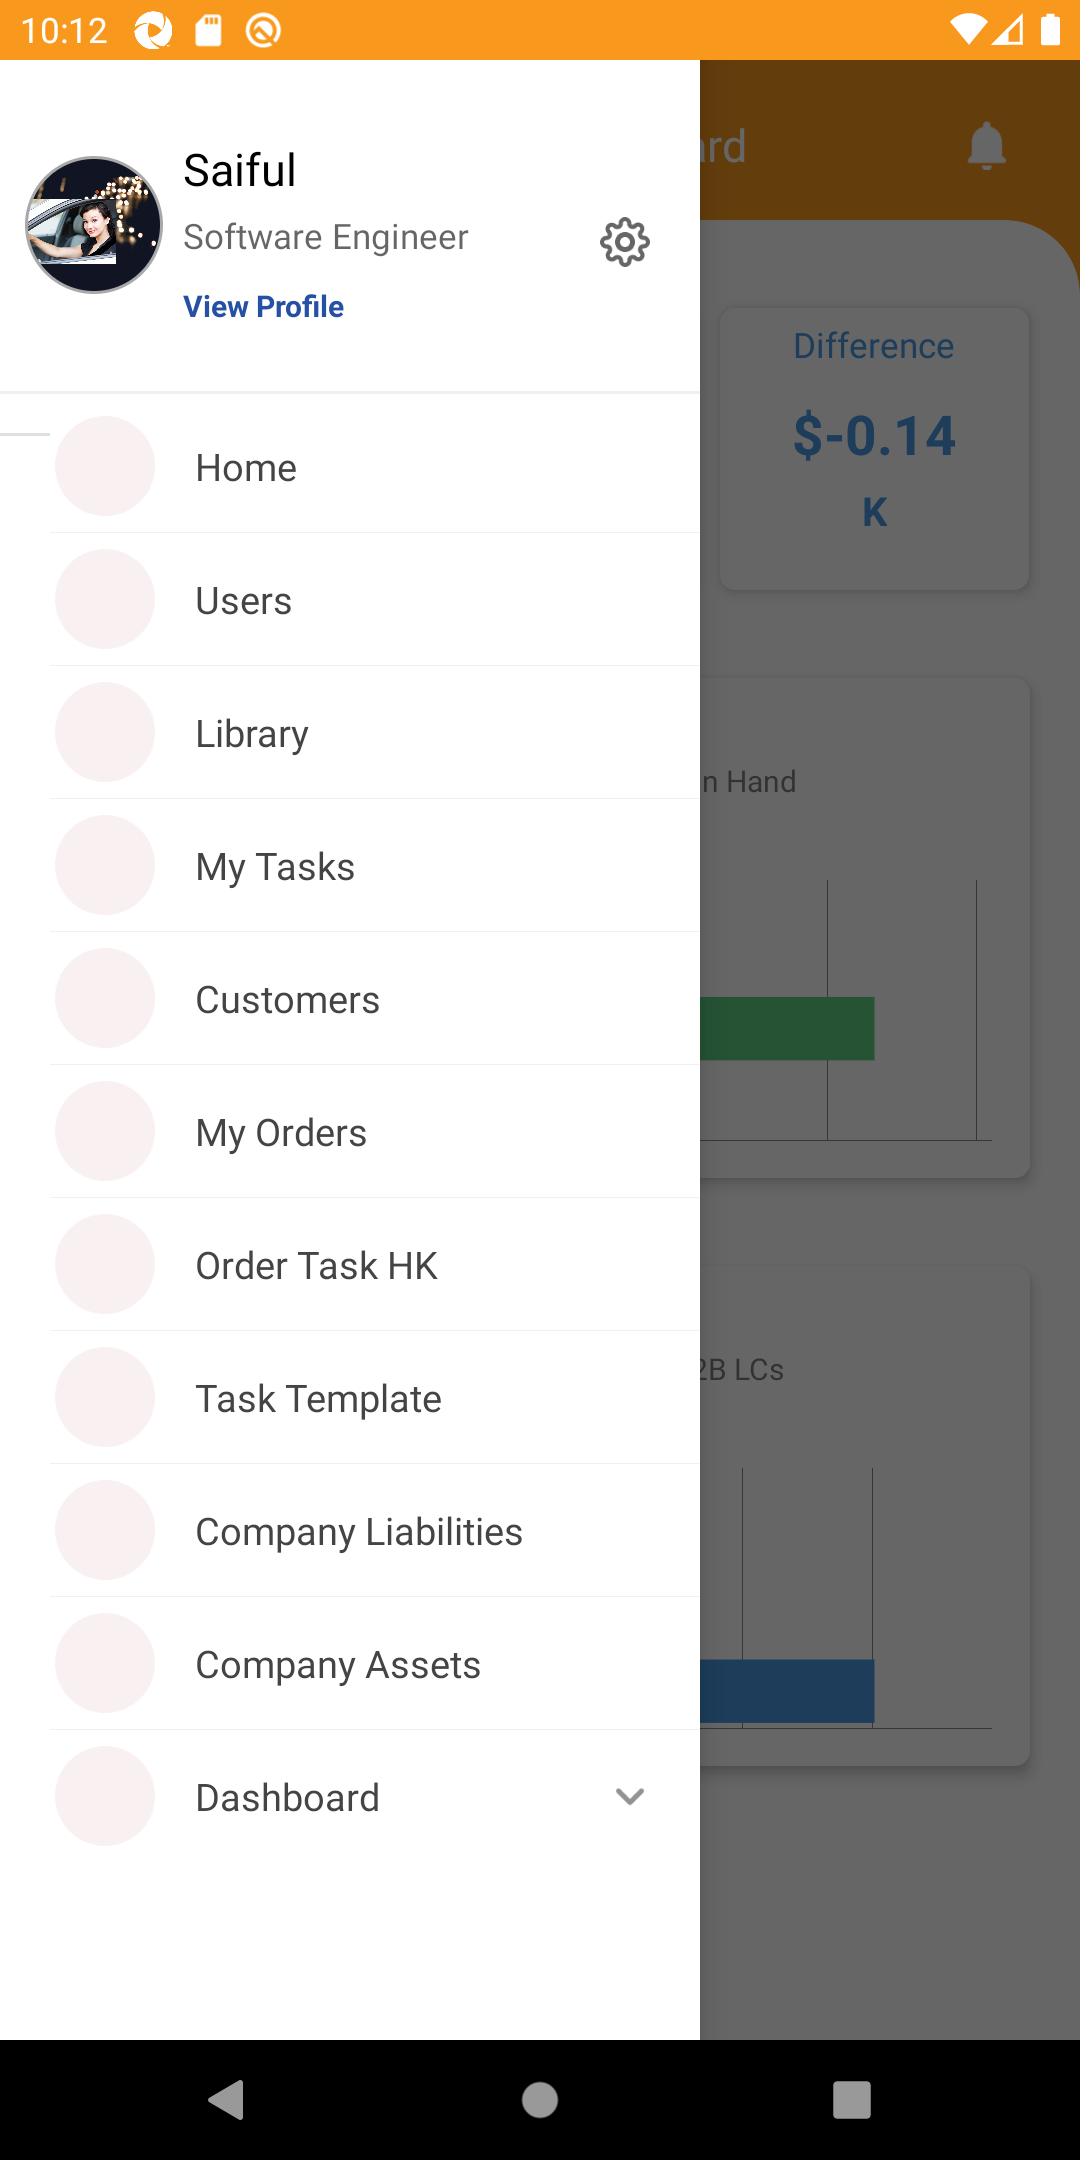 10:12
Saiful
Software Engineer
View Profile
Home
Users
Library
My Tasks
Customers
My Orders
Order Task HK
Task Template
Company Liabilities
Company Assets
Dashboard
rd
Difference
$-0.14
K
n Hand
2B LCs